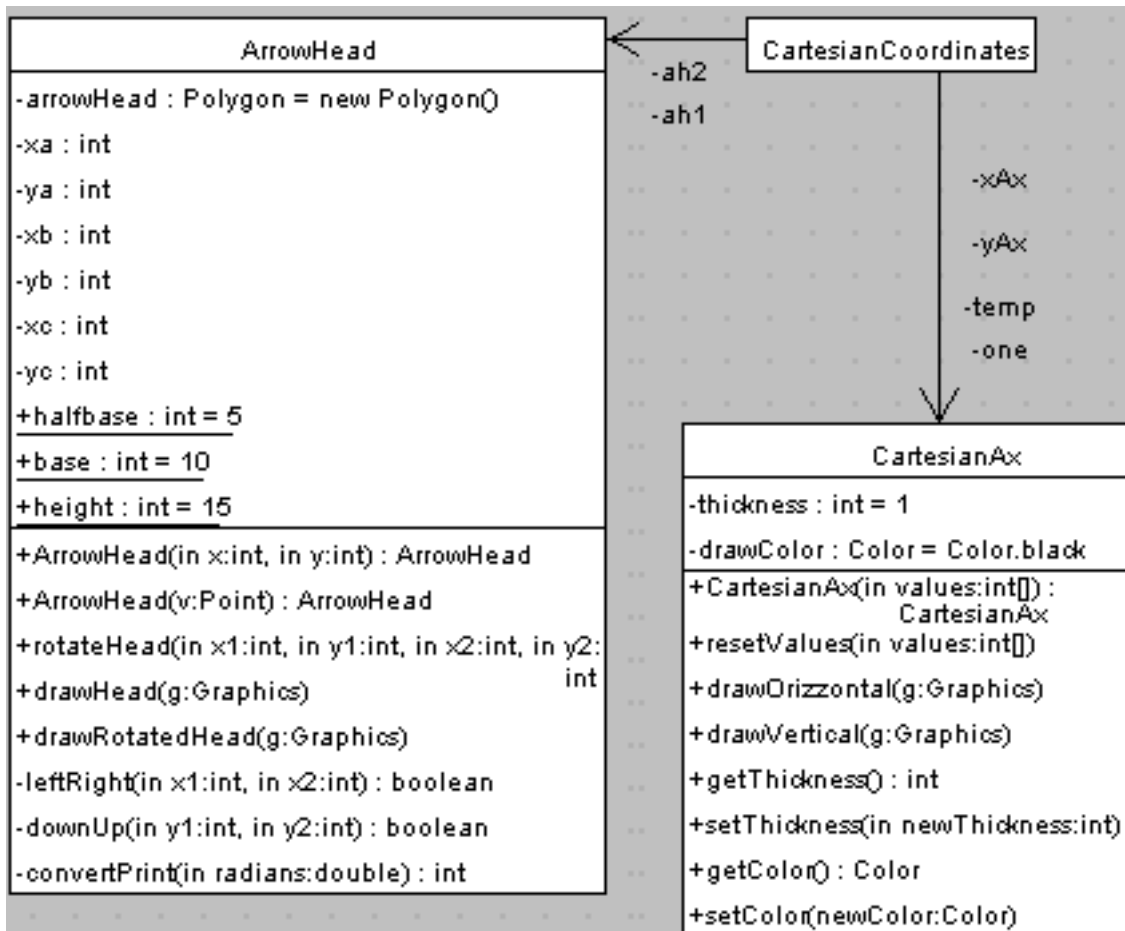 ArrowHead
-arrowHead : Polygon = new Polygon()
-xa : int
-ya : int
-xb : int
-yb : int
-xc : int
-yc : int
+halfbase : int = 5
+base : int = 10
+height : int = 15
+ArrowHead(in x:int, in y:int) : ArrowHead
+ArrowHead(v:Point) : ArrowHead
+rotateHead(in x1:int, in y1:int, in x2:int, in y2:
int
+drawHead(g:Graphics)
+drawRotatedHead(g:Graphics)
-leftRight(in x1:int, in x2:int) : boolean
-downUp(in y1:int, in y2:int) : boolean
-convertPrint(in radians:double) : int
CartesianCoordinates
-ah2
-ah1
-xAx
-yAx
-temp
-one
CartesianAx
-thickness : int = 1
-drawColor : Color = Color.black
+CartesianAx(in values:int[]) :
CartesianAx
+resetValues(in values:int[])
+drawOrizzontal(g:Graphics)
+drawVertical(g:Graphics)
+getThickness() : int
+setThickness(in newThickness:int)
+getColor() : Color
+setColor(newColor:Color)